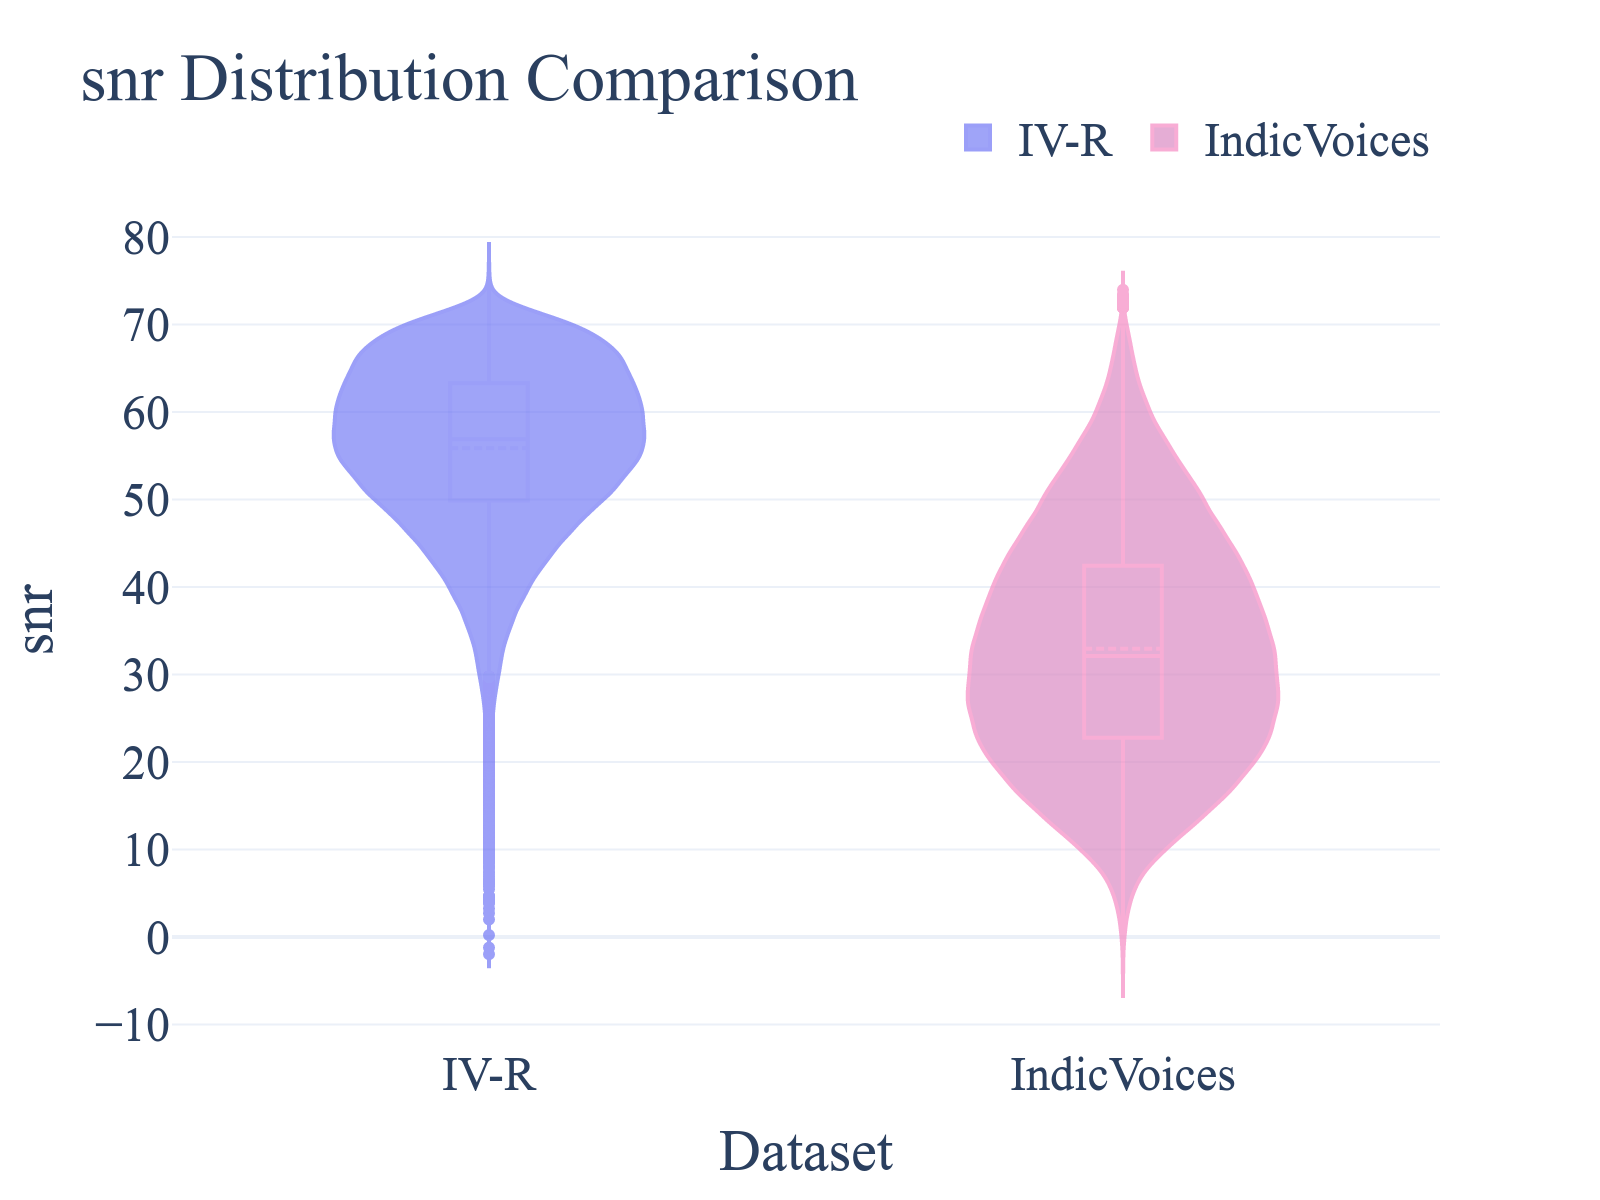 snr Distribution Comparison
IV-R IndicVoices
80
70
60
50
40
30
20
10
0
−10
snr
IV-R IndicVoices
Dataset